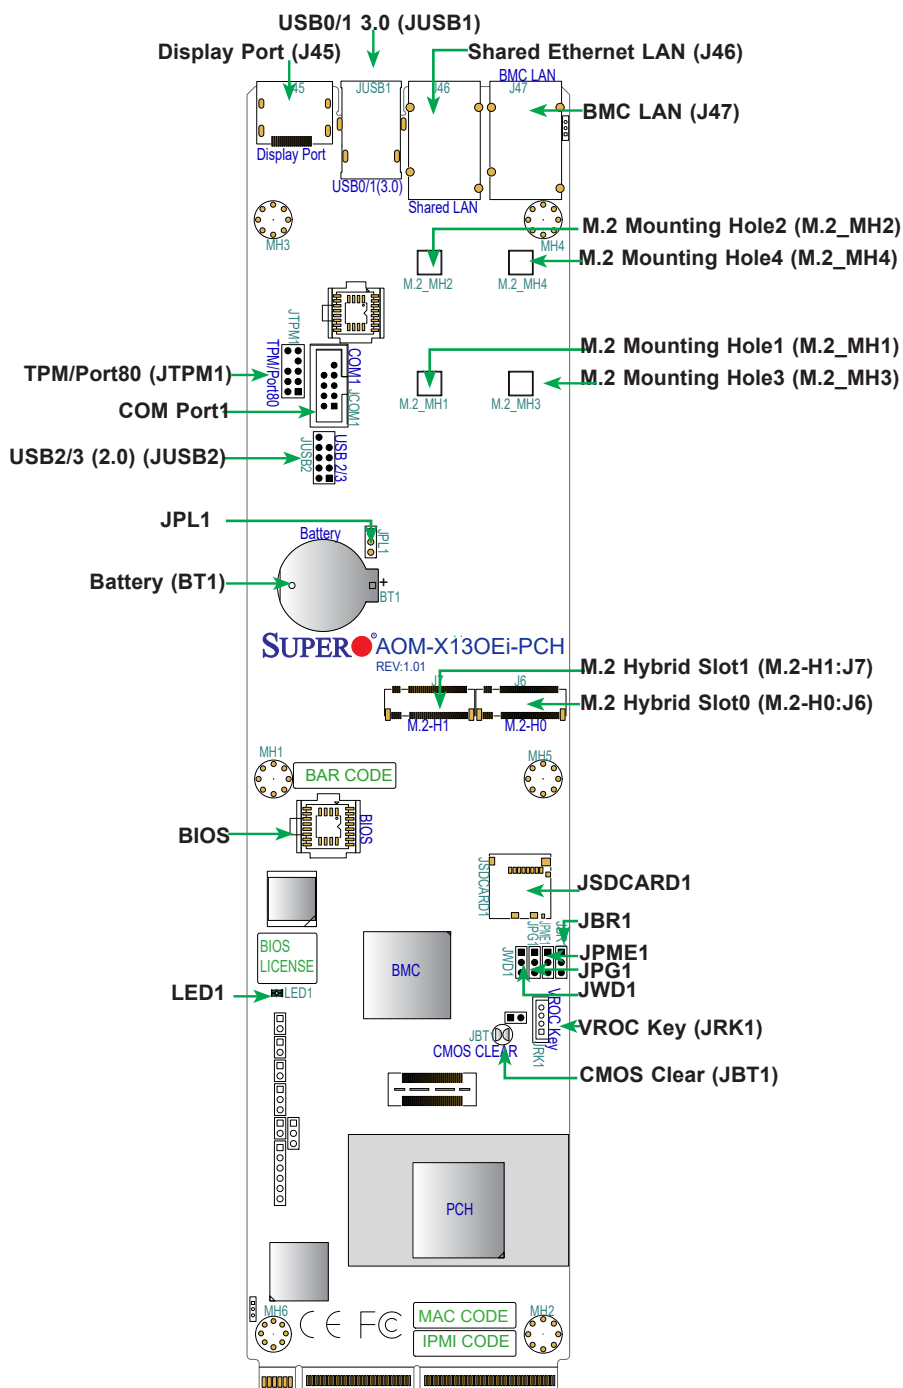 USB0/1 3.0 (JUSB1)
Display Port (J45)
Shared Ethernet LAN (J46)
BMC LAN
JUSB1
J46
J47
BMC LAN (J47)
Display Port
USB0/1(3.0)
Shared LAN
MH3
MH4
M.2 Mounting Hole2 (M.2_MH2)
M.2 Mounting Hole4 (M.2_MH4)
M.2_MH2
M.2_MH4
JTPM1
TPM/Port80
COM1
JCOM1
M.2 Mounting Hole1 (M.2_MH1)
M.2 Mounting Hole3 (M.2_MH3)
M.2_MH1
M.2_MH3
TPM/Port80 (JTPM1)
COM Port1
USB2/3 (2.0) (JUSB2)
JUSB2
USB 2/3
JPL1
JPL1
Battery
Battery (BT1)
+
BT1
SUPER® AOM-X13OEi-PCH
REV:1.01
M.2 Hybrid Slot1 (M.2-H1:J7)
J7
J6
M.2 Hybrid Slot0 (M.2-H0:J6)
M.2-H1
M.2-H0
MH1
MH5
BAR CODE
BIOS
BIOS
JSDCARD1
JSDCARD1
JBR1
JPG1
JPME1
JWD1
JPME1
JPG1
JWD1
BIOS
LICENSE
BMC
LED1
LED1
VROC Key
VROC Key (JRK1)
JRK1
JBT1
CMOS CLEAR
CMOS Clear (JBT1)
PCH
MH6
MH2
CE FC
MAC CODE
IPMI CODE